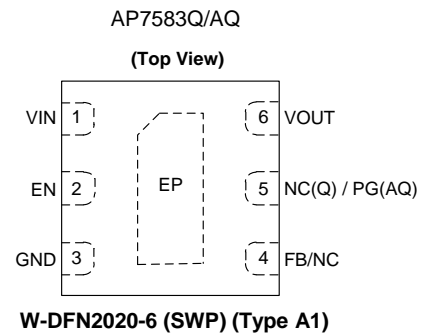 AP7583Q/AQ
(Top View)
VIN 1 6 VOUT
EN 2 EP 5 NC(Q) / PG(AQ)
GND 3 4 FB/NC
W-DFN2020-6 (SWP) (Type A1)